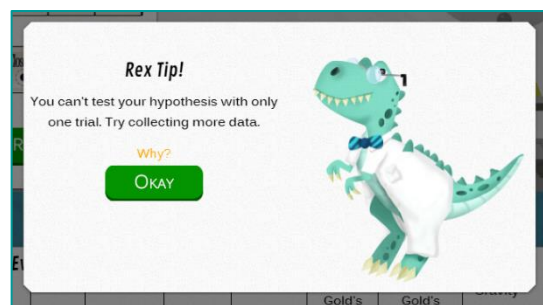 Rex Tip!
You can't test your hypothesis with only
one trial. Try collecting more data.
Why?
OKAY
Gold's
Gold's
Gravity